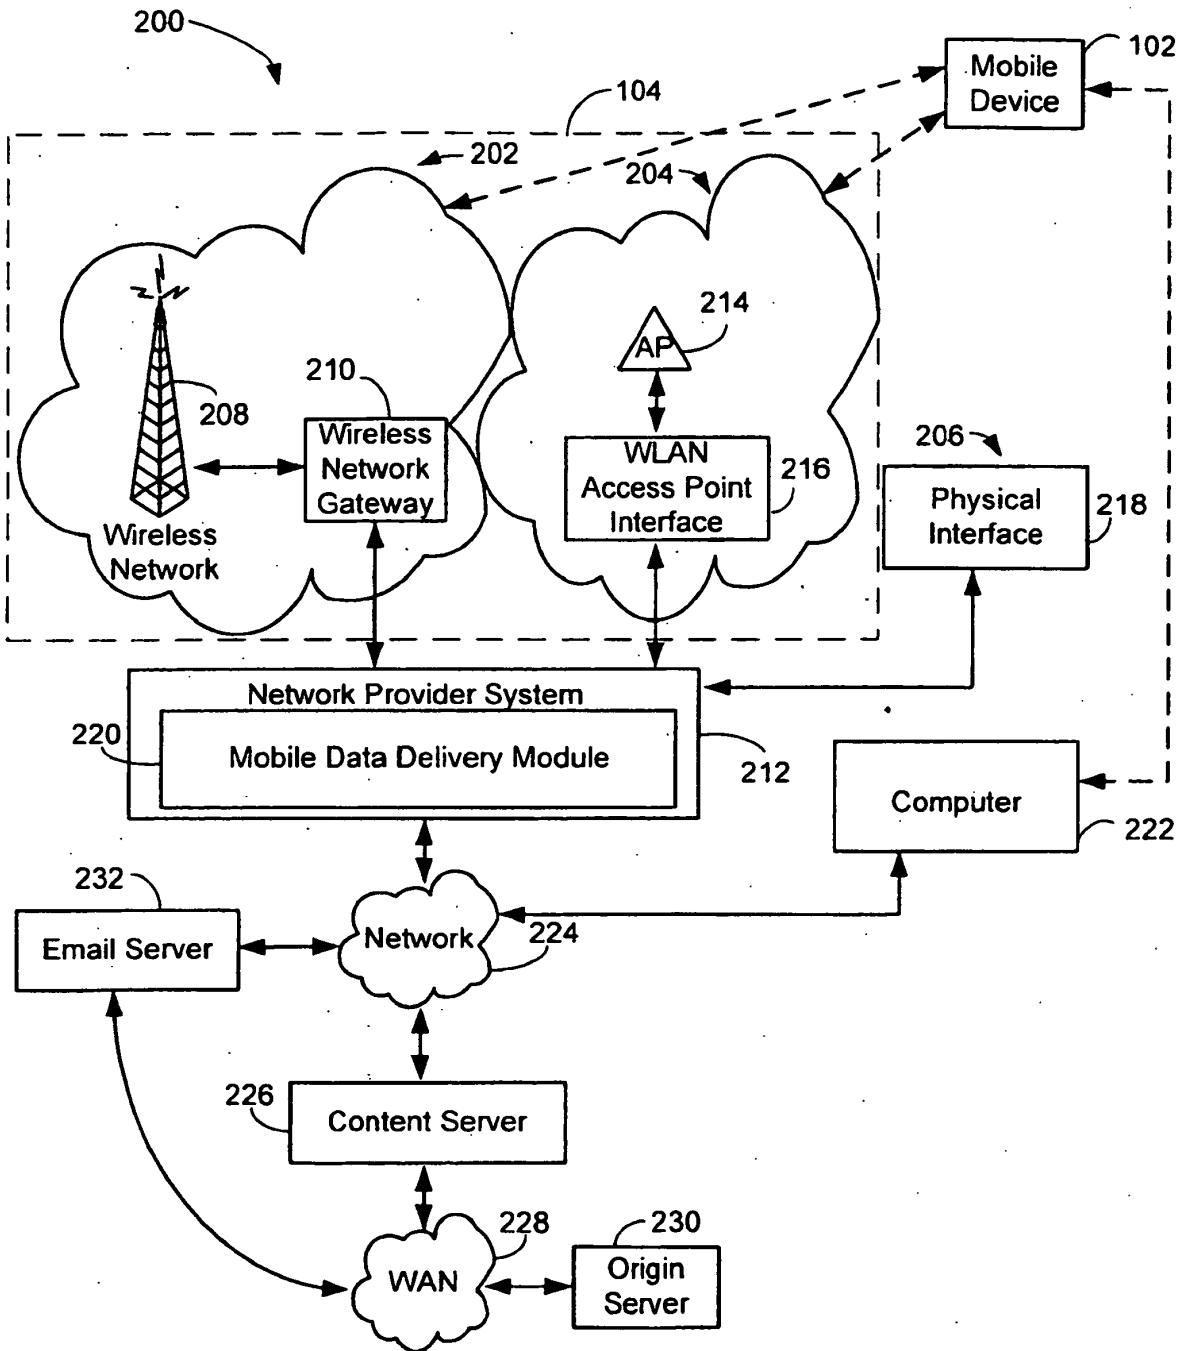 200
102
Mobile
Device
104
202
204
214
AP
210
208
Wireless
Network
Gateway
WLAN
Access Point
Interface
216
206
Physical
Interface
218
Wireless
Network
Network Provider System
220
Mobile Data Delivery Module
212
Computer
222
232
Email Server
Network
224
226
Content Server
228
WAN
230
Origin
Server